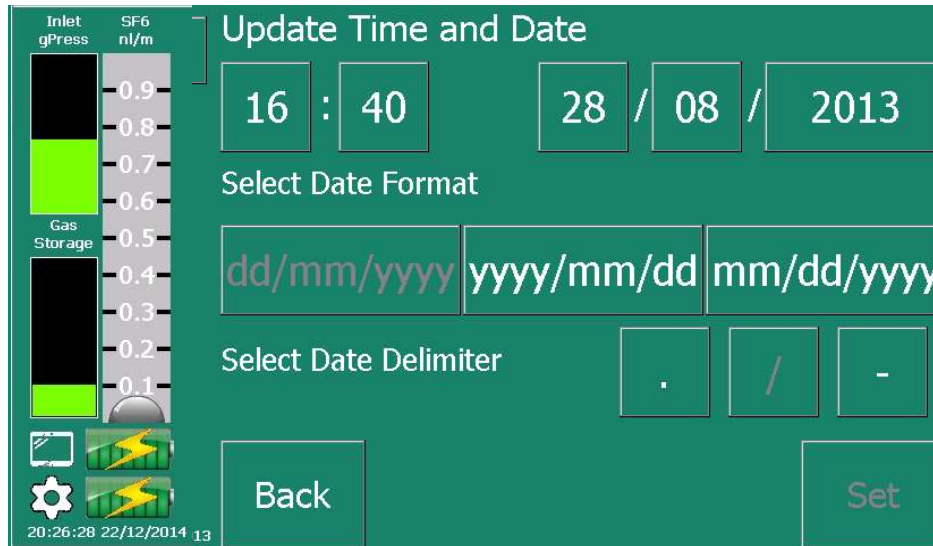 Inlet gPress
SF6 nl/m
0.9
0.8
0.7
0.6
0.5
0.4
0.3
0.2
0.1
Gas Storage
20:26:28 22/12/2014 13
Update Time and Date
16 : 40 28 / 08 / 2013
Select Date Format
dd/mm/yyyy yyyy/mm/dd mm/dd/yyyy
Select Date Delimiter
. / -
Back Set